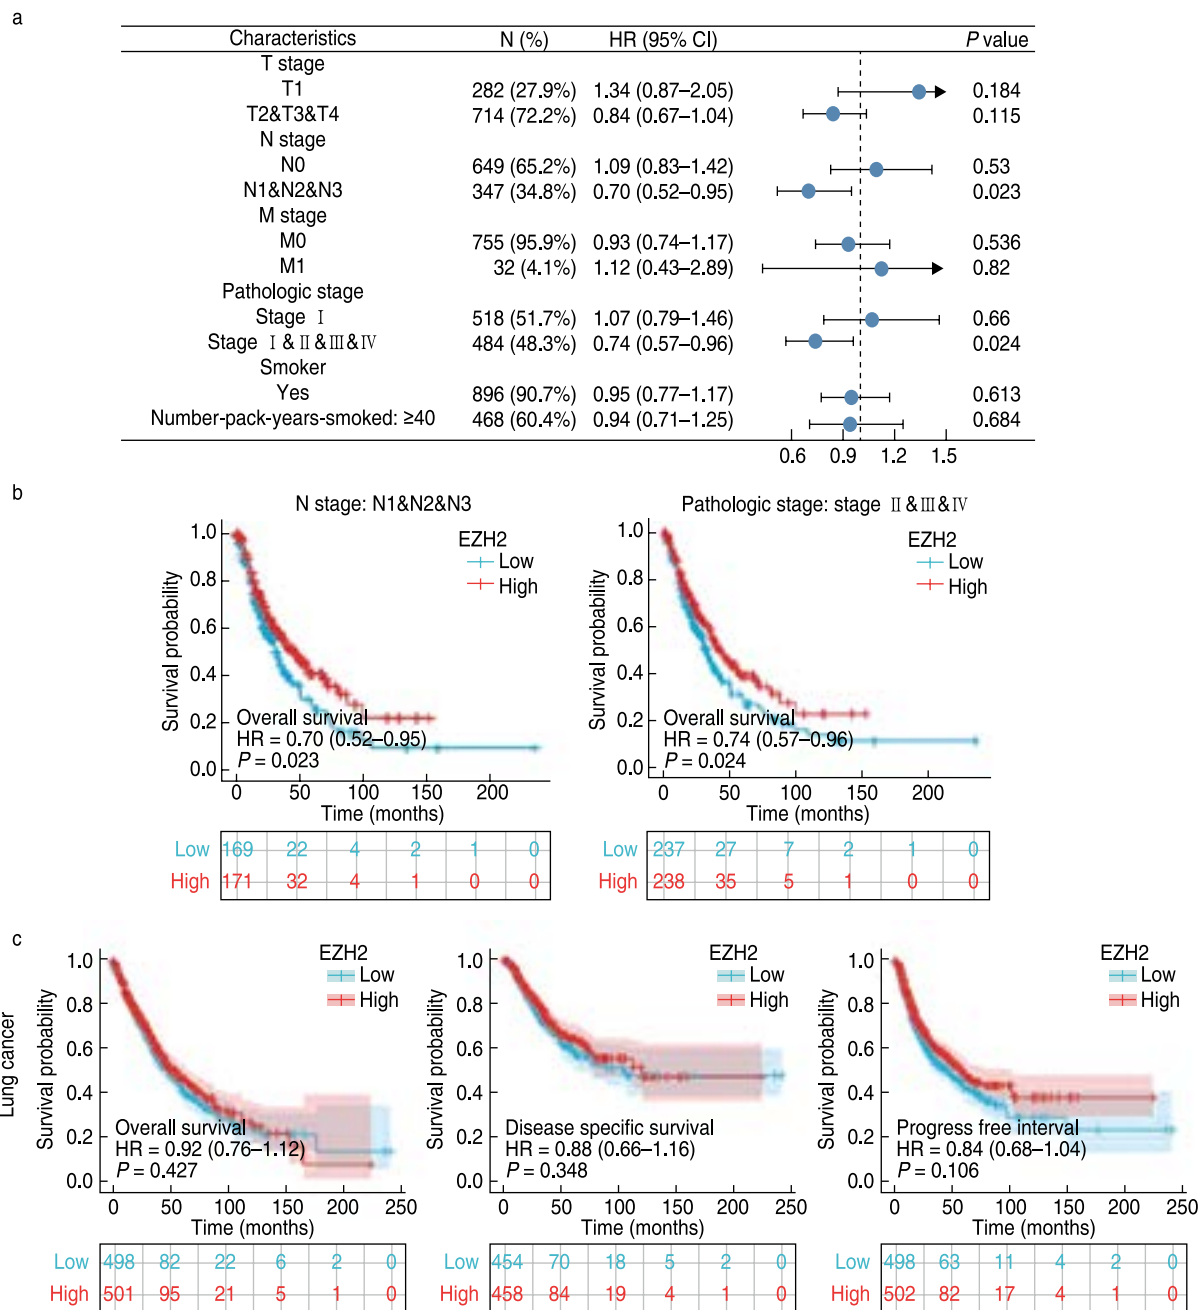 a
Characteristics N (%) HR (95% CI) P value
T stage
T1 282 (27.9%) 1.34 (0.87–2.05) 0.184
T2&T3&T4 714 (72.2%) 0.84 (0.67–1.04) 0.115
N stage
N0 649 (65.2%) 1.09 (0.83–1.42) 0.53
N1&N2&N3 347 (34.8%) 0.70 (0.52–0.95) 0.023
M stage
M0 755 (95.9%) 0.93 (0.74–1.17) 0.536
M1 32 (4.1%) 1.12 (0.43–2.89) 0.82
Pathologic stage
Stage Ⅰ 518 (51.7%) 1.07 (0.79–1.46) 0.66
Stage Ⅰ&Ⅱ&Ⅲ&Ⅳ 484 (48.3%) 0.74 (0.57–0.96) 0.024
Smoker
Yes 896 (90.7%) 0.95 (0.77–1.17) 0.613
Number-pack-years-smoked: ≥40 468 (60.4%) 0.94 (0.71–1.25) 0.684
0.6 0.9 1.2 1.5
b
N stage: N1&N2&N3
Survival probability
1.0
0.8
0.6
0.4
0.2
0.0
EZH2
Low
High
Overall survival
HR = 0.70 (0.52–0.95)
P = 0.023
0 50 100 150 200
Time (months)
Low 169 22 4 2 1 0
High 171 32 4 1 0 0
Pathologic stage: stage Ⅱ&Ⅲ&Ⅳ
Survival probability
1.0
0.8
0.6
0.4
0.2
0.0
EZH2
Low
High
Overall survival
HR = 0.74 (0.57–0.96)
P = 0.024
0 50 100 150 200
Time (months)
Low 237 27 7 2 1 0
High 238 35 5 1 0 0
c
Lung cancer
Survival probability
1.0
0.8
0.6
0.4
0.2
0.0
EZH2
Low
High
Overall survival
HR = 0.92 (0.76–1.12)
P = 0.427
0 50 100 150 200 250
Time (months)
Low 498 82 22 6 2 0
High 501 95 21 5 1 0
Survival probability
1.0
0.8
0.6
0.4
0.2
0.0
EZH2
Low
High
Disease specific survival
HR = 0.88 (0.66–1.16)
P = 0.348
0 50 100 150 200 250
Time (months)
Low 454 70 18 5 2 0
High 458 84 19 4 1 0
Survival probability
1.0
0.8
0.6
0.4
0.2
0.0
EZH2
Low
High
Progress free interval
HR = 0.84 (0.68–1.04)
P = 0.106
0 50 100 150 200 250
Time (months)
Low 498 63 11 4 2 0
High 502 82 17 4 1 0